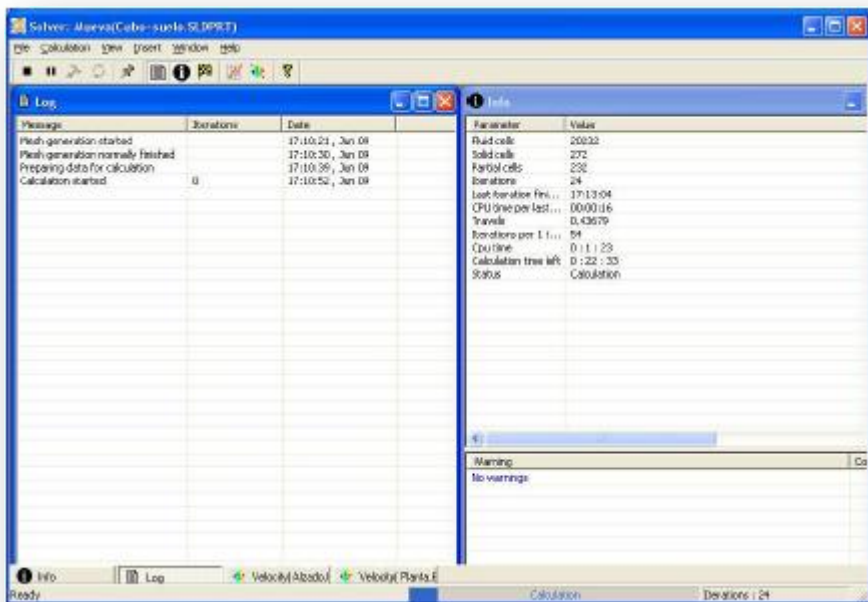 Solver: Nueva(Cubo-suelo.SLDPRT)
File Calculation View Insert Window Help
Log
Message Iterations Date
Mesh generation started 17:10:21, Jun 09
Mesh generation normally finished 17:10:30, Jun 09
Preparing data for calculation 17:10:39, Jun 09
Calculation started 0 17:10:52, Jun 09
Info
Parameter Value
Fluid cells 20232
Solid cells 272
Partial cells 232
Iterations 24
Last iteration fini... 17:13:04
CPU time per last... 00:00:16
Travels 0.43679
Iterations per 1 t... 54
Cpu time 0 : 1 : 23
Calculation time left 0 : 22 : 33
Status Calculation
Warning Co
No warnings
Info Log Velocity( Alzado.( Velocity( Planta.E
Ready Calculation Iterations : 24